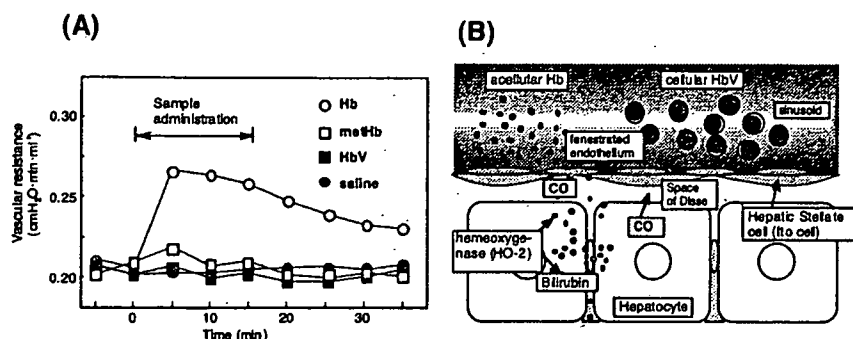 (A)
0.30
0.25
0.20
Vascular resistance
(cmH₂O·min·ml⁻¹)
Sample
administration
Hb
metHb
HbV
saline
0
10
20
30
Time (min)
(B)
acellular Hb
cellular HbV
sinusoid
fenestrated
endothelium
CO
Space
of Disse
Hepatic Stellate
cell (Ito cell)
CO
hemeoxyge-
nase (HO-2)
Bilirubin
Hepatocyte